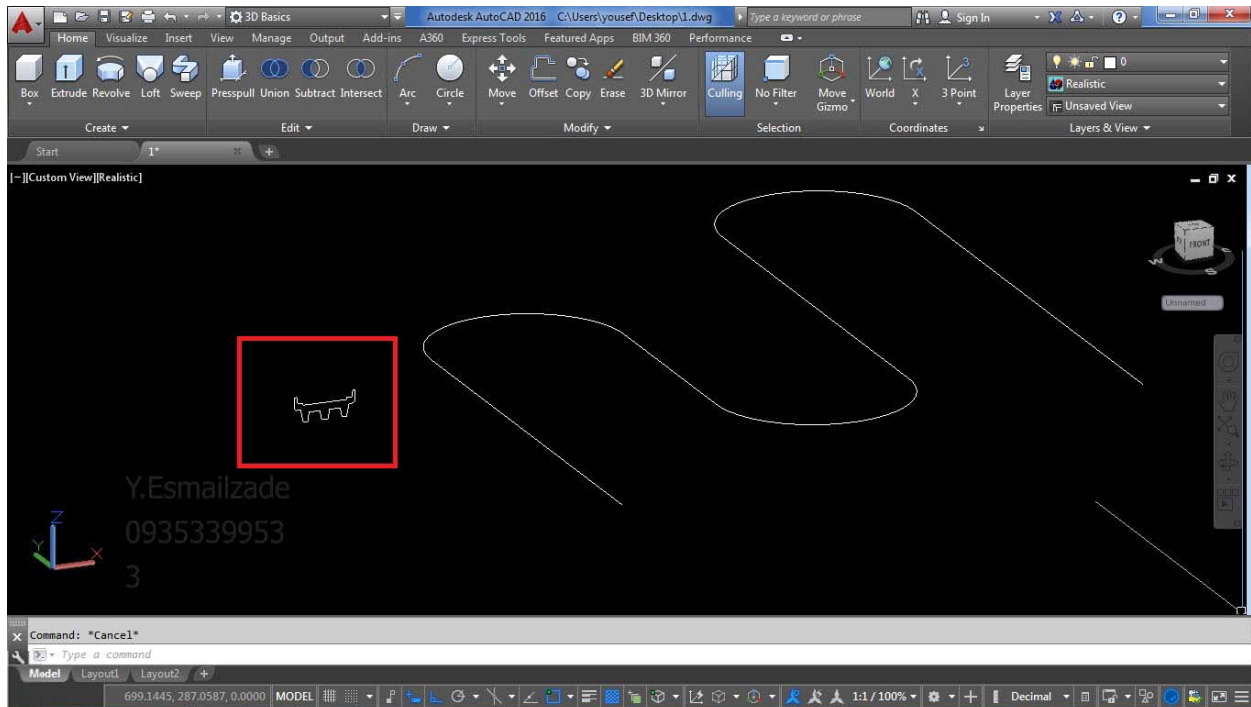 3D Basics
Autodesk AutoCAD 2016 C:\Users\yousef\Desktop\1.dwg
Type a keyword or phrase
Sign In
Home Visualize Insert View Manage Output Add-ins A360 Express Tools Featured Apps BIM 360 Performance
Box Extrude Revolve Loft Sweep Presspull Union Subtract Intersect Arc Circle Move Offset Copy Erase 3D Mirror Culling No Filter Move Gizmo World X 3 Point Layer Properties
0
Realistic
Unsaved View
Create Edit Draw Modify Selection Coordinates Layers & View
Start 1* +
[−][Custom View][Realistic]
FRONT
W S
Unnamed
Y.Esmailzade
0935339953
3
Z
Y X
Command: *Cancel*
Type a command
Model Layout1 Layout2 +
699.1445, 287.0587, 0.0000 MODEL 1:1 / 100% Decimal